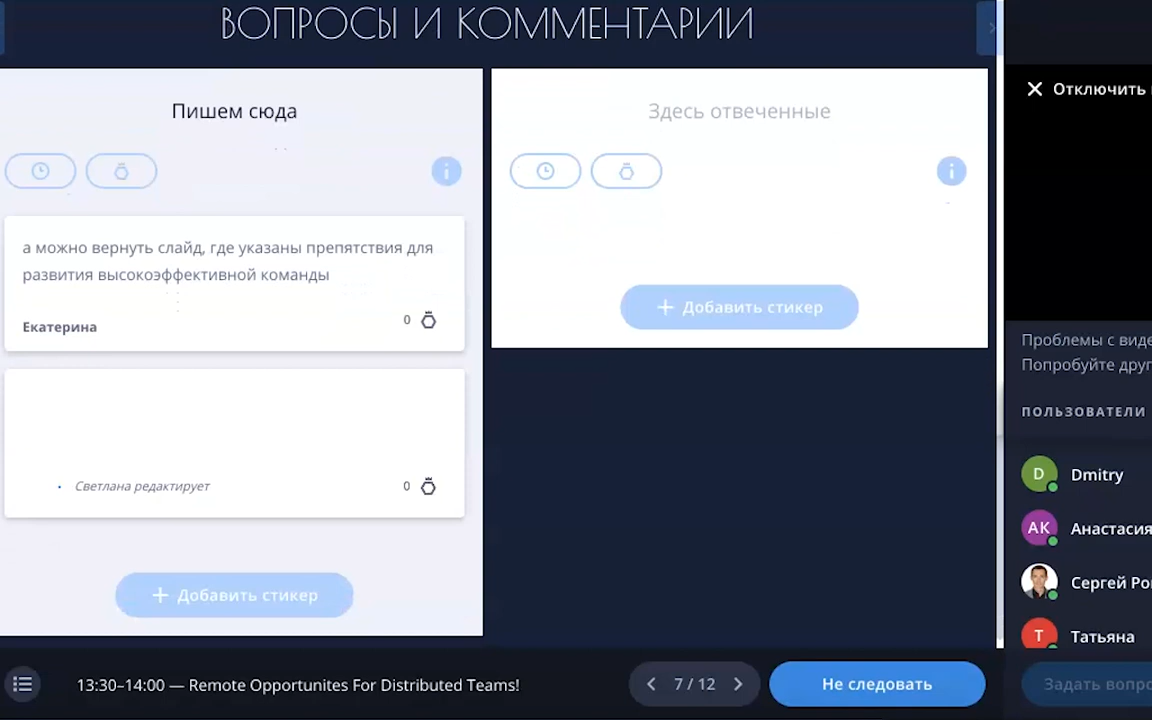 ВОПРОСЫ И КОММЕНТАРИИ
Пишем сюда
а можно вернуть слайд, где указаны препятствия для
развития высокоэффективной команды
Екатерина
0
Светлана редактирует
0
+ Добавить стикер
Здесь отвеченные
+ Добавить стикер
Отключить
Проблемы с виде
Попробуйте друг
ПОЛЬЗОВАТЕЛИ
D Dmitry
АК Анастасия
Сергей Ро
Т Татьяна
13:30–14:00 — Remote Opportunites For Distributed Teams!
7 / 12
Не следовать
Задать вопро